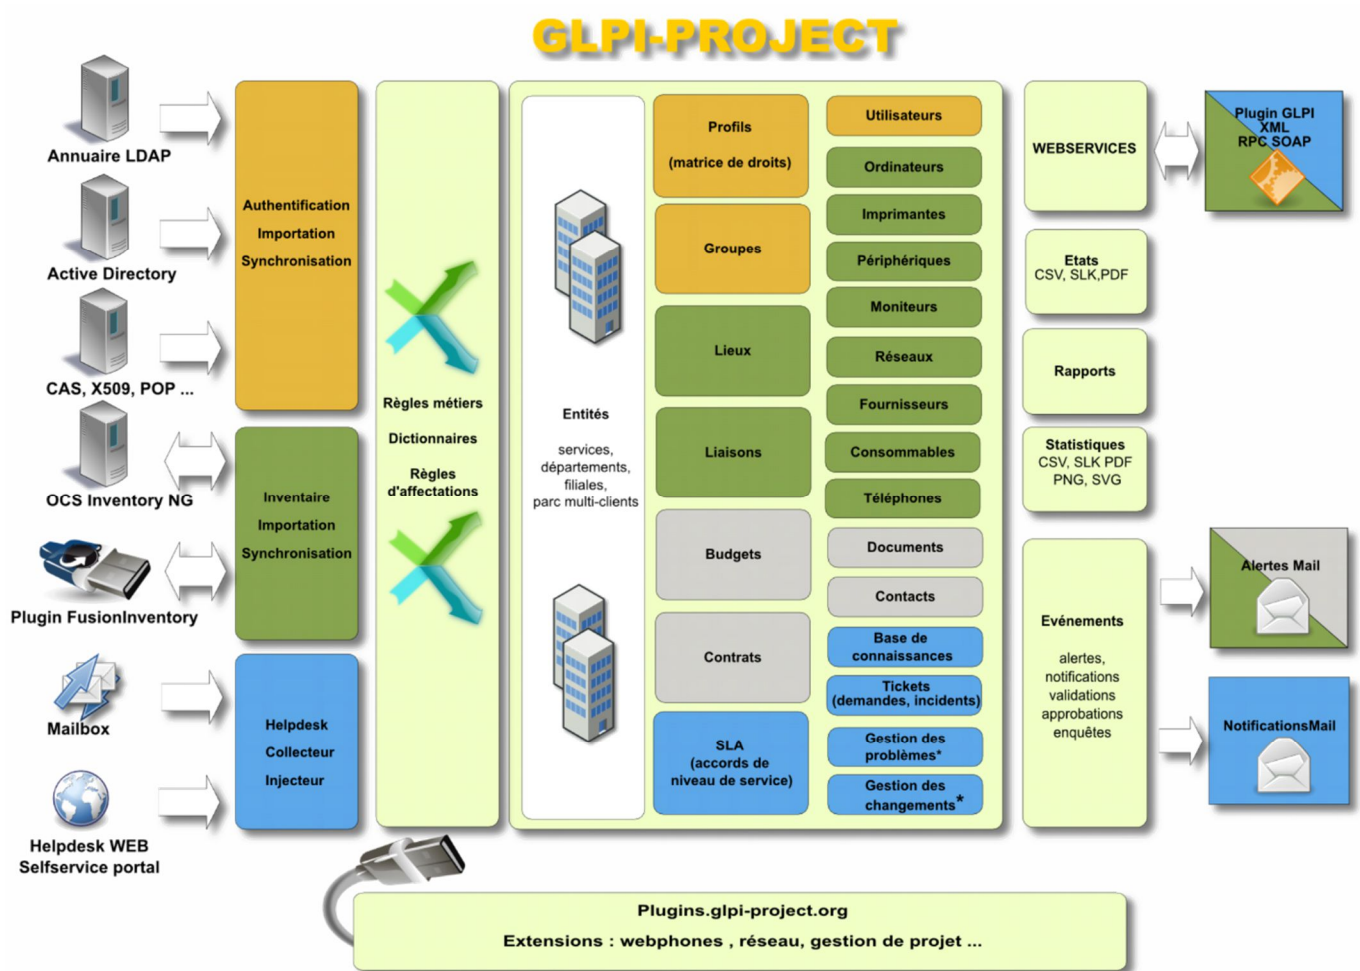 GLPI-PROJECT
Annuaire LDAP
Active Directory
CAS, X509, POP ...
OCS Inventory NG
Plugin FusionInventory
Mailbox
Helpdesk WEB
Selfservice portal
Authentification
Importation
Synchronisation
Inventaire
Importation
Synchronisation
Helpdesk
Collecteur
Injecteur
Règles métiers
Dictionnaires
Règles
d'affectations
Entités
services,
départements,
filiales,
parc multi-clients
Profils
(matrice de droits)
Groupes
Lieux
Liaisons
Budgets
Contrats
SLA
(accords de
niveau de service)
Utilisateurs
Ordinateurs
Imprimantes
Périphériques
Moniteurs
Réseaux
Fournisseurs
Consommables
Téléphones
Documents
Contacts
Base de
connaissances
Tickets
(demandes, incidents)
Gestion des
problèmes*
Gestion des
changements*
WEBSERVICES
Etats
CSV, SLK,PDF
Rapports
Statistiques
CSV, SLK PDF
PNG, SVG
Evénements
alertes,
notifications
validations
approbations
enquêtes
Plugin GLPI
XML
RPC SOAP
Alertes Mail
NotificationsMail
Plugins.glpi-project.org
Extensions : webphones , réseau, gestion de projet ...